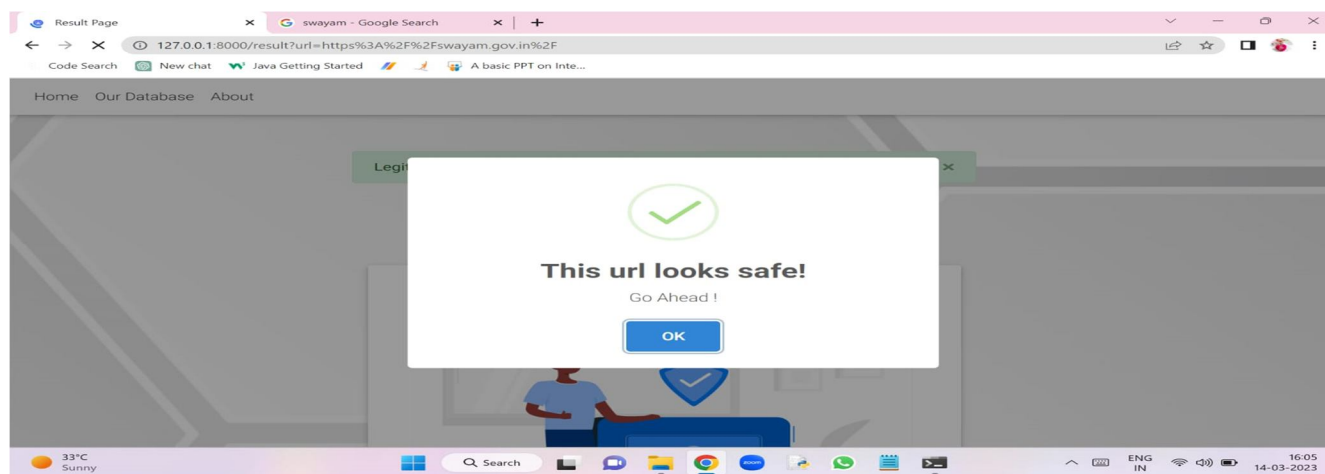 Result Page
swayam - Google Search
127.0.0.1:8000/result?url=https%3A%2F%2Fswayam.gov.in%2F
Code Search New chat Java Getting Started A basic PPT on Inte...
Home Our Database About
Legit
This url looks safe!
Go Ahead !
OK
33°C
Sunny
Search
zoom
ENG
IN
16:05
14-03-2023